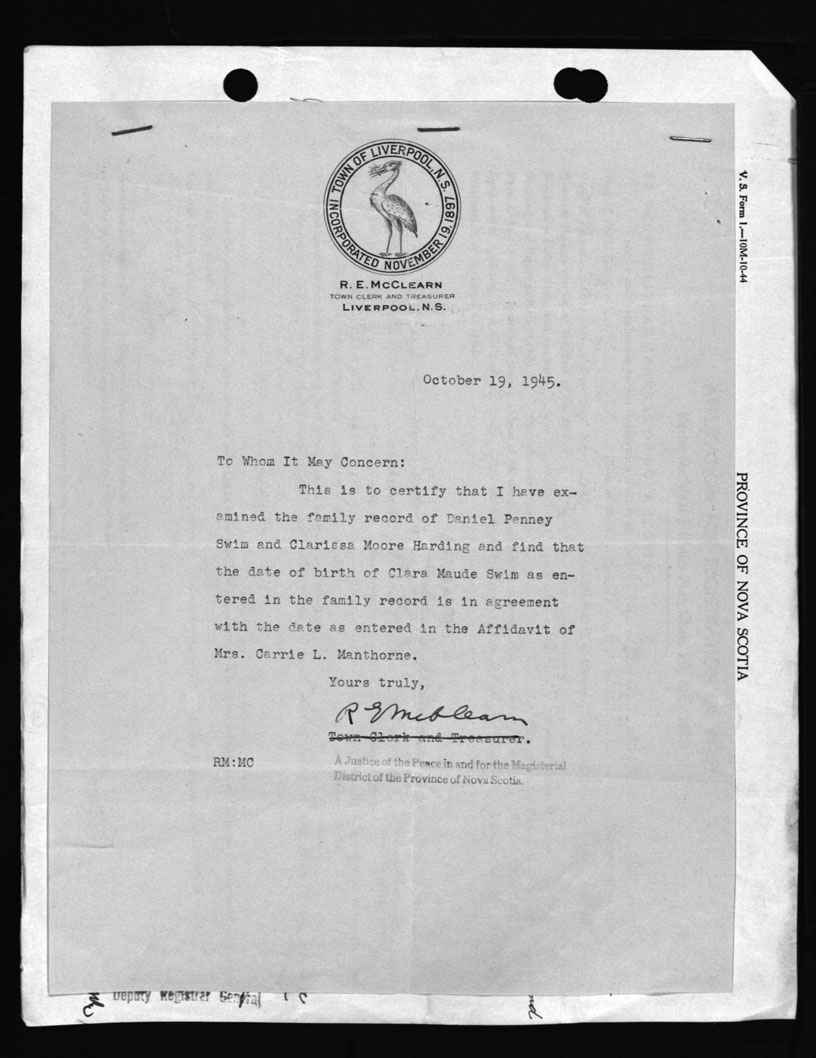 TOWN OF LIVERPOOL, N.S.
INCORPORATED NOVEMBER 19, 1897
R. E. McCLEARN
TOWN CLERK AND TREASURER
LIVERPOOL, N.S.
October 19, 1945.
To Whom It May Concern:
This is to certify that I have ex-
amined the family record of Daniel Penney
Swim and Clarissa Moore Harding and find that
the date of birth of Clara Maude Swim as en-
tered in the family record is in agreement
with the date as entered in the Affidavit of
Mrs. Carrie L. Manthorne.
Yours truly,
R E McClearn
Town Clerk and Treasurer.
RM:MC
A Justice of the Peace in and for the Magisterial
District of the Province of Nova Scotia.
V. S. Form 1.—10M-10-44
PROVINCE OF NOVA SCOTIA
Deputy Registrar General